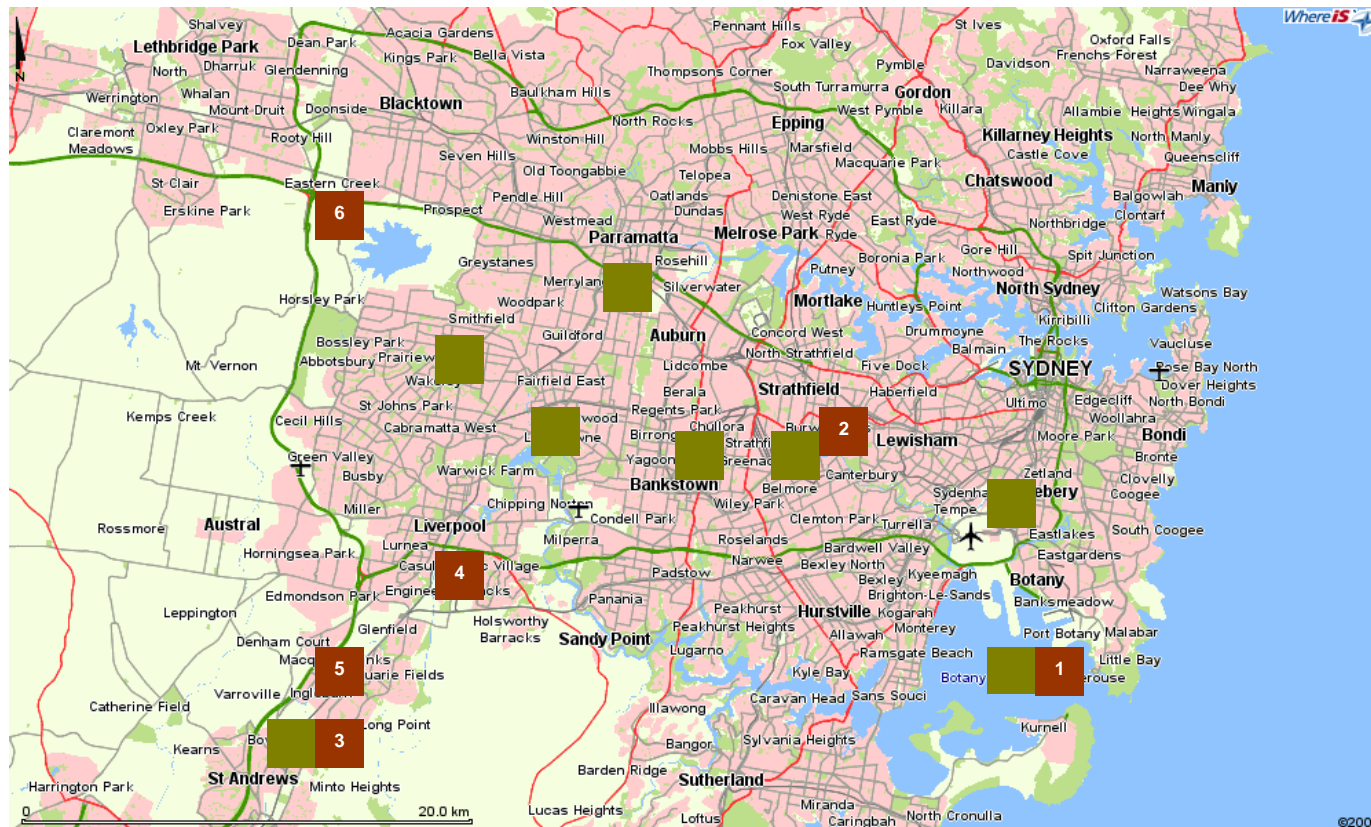 WhereiS
Shalvey
Pennant Hills
St Ives
Oxford Falls
Dean Park
Acacia Gardens
Fox Valley
Davidson
Frenchs Forest
Lethbridge Park
Kings Park
Bella Vista
Pymble
Narraweena
North
Dharruk
Glendenning
Thompsons Corner
Dee Why
Werrington
Whalan
Baulkham Hills
South Turramurra
Gordon
Mount Druit
Doonside
Blacktown
West Pymble
Killara
Allambie Heights
Wingala
Claremont
Meadows
Oxley Park
Rooty Hill
North Rocks
Epping
Killarney Heights
North Manly
Winston Hill
Mobbs Hills
Marsfield
Castle Cove
Queenscliff
Seven Hills
Old Toongabbie
Macquarie Park
St Clair
Eastern Creek
Telopea
Chatswood
Manly
Pendle Hill
Oatlands
Denistone East
Balgowlah
Erskine Park
6
Prospect
Westmead
Dundas
West Ryde
East Ryde
Northbridge
Clontarf
Parramatta
Melrose Park
Ryde
Gore Hill
Spit Junction
Greystanes
Rosehill
Putney
Boronia Park
Northwood
Silverwater
North Sydney
Watsons Bay
Horsley Park
Woodpark
Mortlake
Huntleys Point
Clifton Gardens
Smithfield
Guildford
Auburn
Concord West
Drummoyne
Kirribilli
Bossley Park
Balmain
The Rocks
Vaucluse
Mt Vernon
Abbotsbury
North Strathfield
Five Dock
SYDNEY
Rose Bay North
Lidcombe
Fairfield East
Strathfield
Haberfield
Dover Heights
Kemps Creek
St Johns Park
Berala
Ultimo
Edgecliff
North Bondi
Cecil Hills
Cabramatta West
Regents Park
Chullora
2
Lewisham
Woollahra
Moore Park
Bondi
Green Valley
Busby
Warwick Farm
Canterbury
Zetland
Bronte
Bankstown
Belmore
Clovelly
Coogee
Miller
Chipping Norton
Wiley Park
Tempe
Rossmore
Austral
Liverpool
Condell Park
Clemton Park
Turrella
South Coogee
Lurnea
Milperra
Roselands
Bardwell Valley
Eastlakes
Horningsea Park
Narwee
Bexley North
Eastgardens
4
Padstow
Bexley
Kyeemagh
Botany
Edmondson Park
Panania
Brighton-Le-Sands
Banksmeadow
Leppington
Holsworthy
Barracks
Peakhurst
Hurstville
Kogarah
Glenfield
Sandy Point
Peakhurst Heights
Allawah
Monterey
Port Botany
Malabar
Denham Court
5
Lugarno
Ramsgate Beach
Little Bay
Kyle Bay
Botany
1
Varroville
Caravan Head
Sans Souci
Catherine Field
Illawong
Long Point
Kurnell
Kearns
3
Bangor
Sylvania Heights
St Andrews
Barden Ridge
Sutherland
Harrington Park
Minto Heights
0
20.0 km
Lucas Heights
Miranda
North Cronulla
Loftus
Caringbah
N